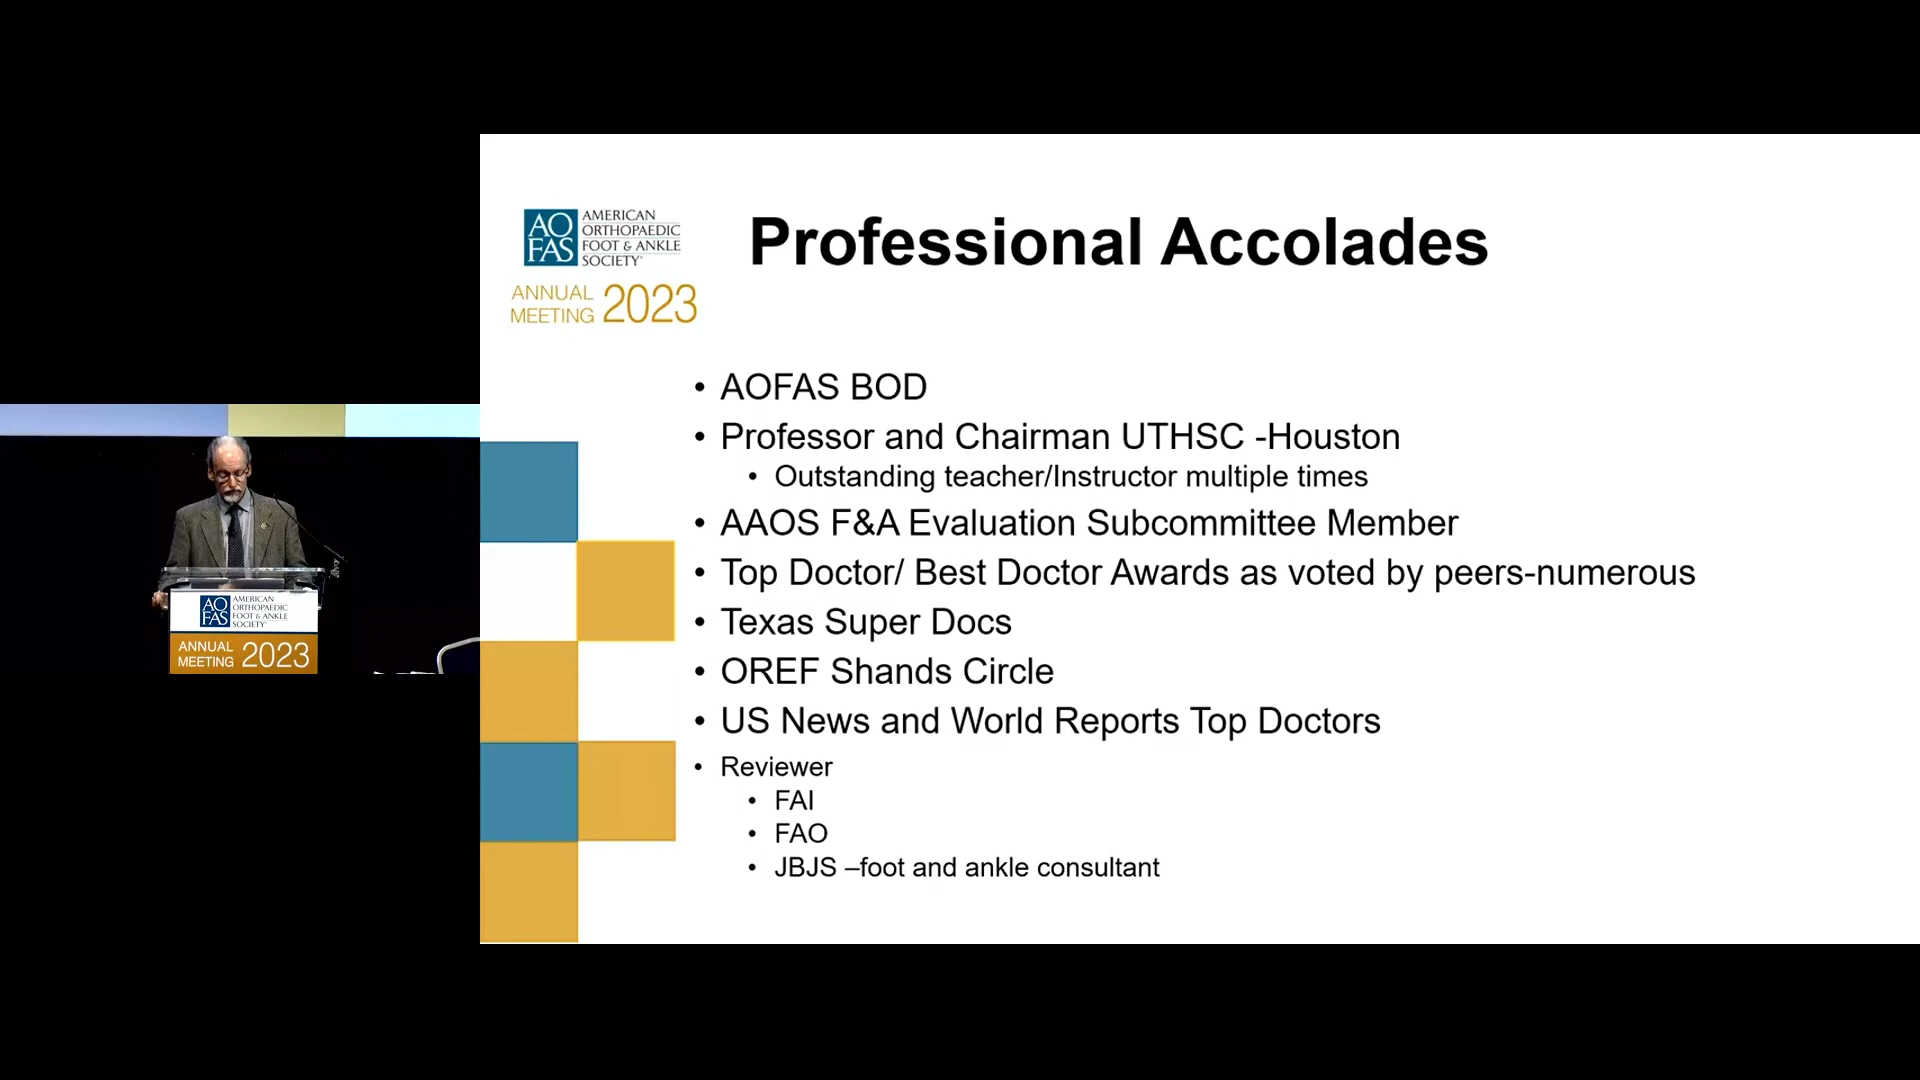 AO
FAS
AMERICAN
ORTHOPAEDIC
FOOT & ANKLE
SOCIETY®
ANNUAL
MEETING 2023
Professional Accolades
• AOFAS BOD
• Professor and Chairman UTHSC -Houston
• Outstanding teacher/Instructor multiple times
• AAOS F&A Evaluation Subcommittee Member
• Top Doctor/ Best Doctor Awards as voted by peers-numerous
• Texas Super Docs
• OREF Shands Circle
• US News and World Reports Top Doctors
• Reviewer
• FAI
• FAO
• JBJS –foot and ankle consultant
AO
FAS
AMERICAN
ORTHOPAEDIC
FOOT & ANKLE
SOCIETY
ANNUAL
MEETING 2023